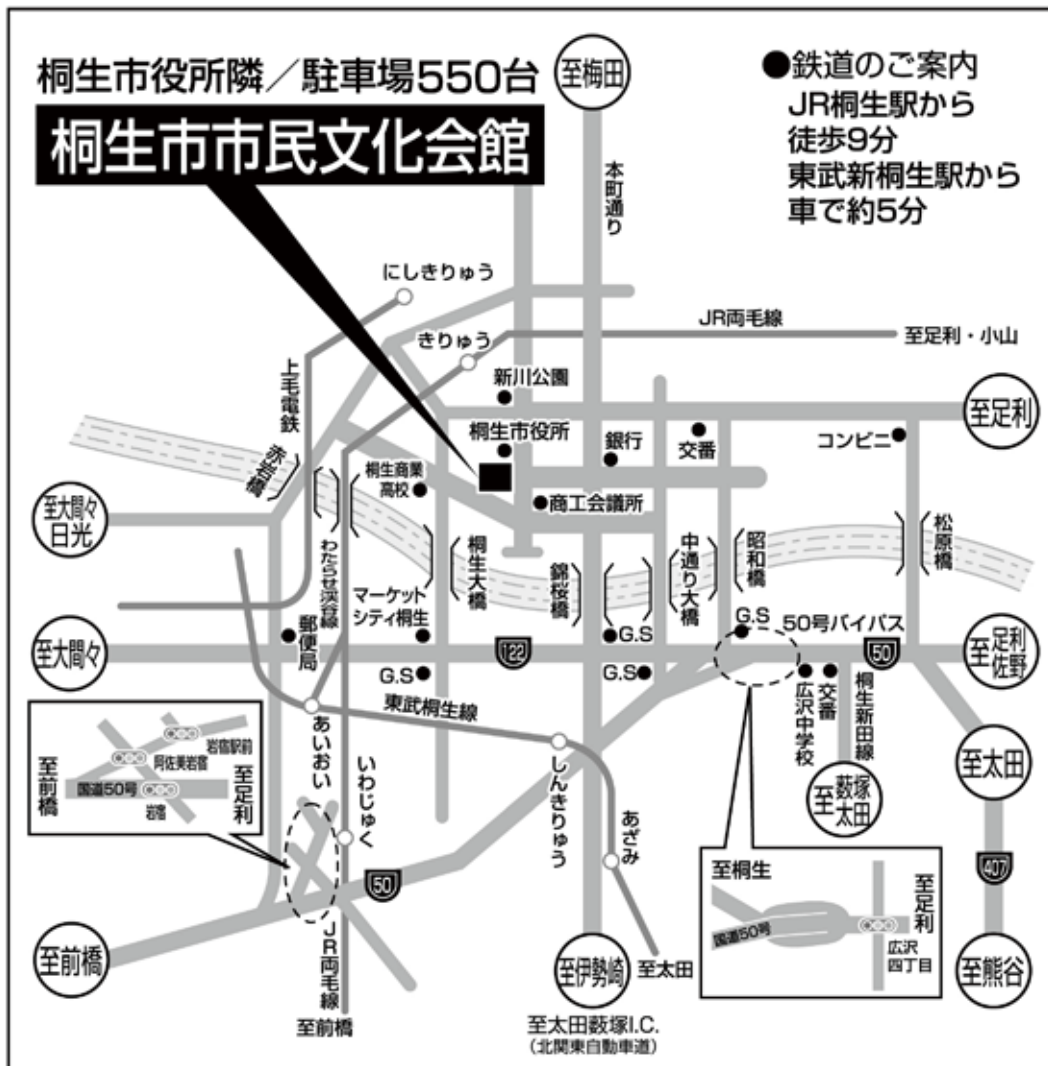 桐生市役所隣／駐車場550台
桐生市市民文化会館
至梅田
●鉄道のご案内
JR桐生駅から
徒歩9分
東武新桐生駅から
車で約5分
本町通り
にしきりゅう
きりゅう
JR両毛線
至足利・小山
上毛電鉄
新川公園
至足利
桐生市役所
銀行
交番
コンビニ
赤岩橋
桐生商業
高校
商工会議所
至大間々
日光
わたらせ渓谷線
桐生大橋
錦桜橋
中通り大橋
昭和橋
松原橋
マーケット
シティ桐生
郵便局
G.S
G.S
G.S
G.S
50号バイパス
至大間々
122
50
至足利
佐野
東武桐生線
広沢中学校
交番
桐生新田線
あいおい
いわじゅく
しんきりゅう
あざみ
至太田
至藪塚
太田
岩宿駅前
阿佐美岩宿
至前橋
国道50号
岩宿
至足利
50
407
至桐生
国道50号
至足利
広沢
四丁目
至前橋
JR両毛線
至前橋
至伊勢崎
至太田
至熊谷
至太田藪塚I.C.
（北関東自動車道）